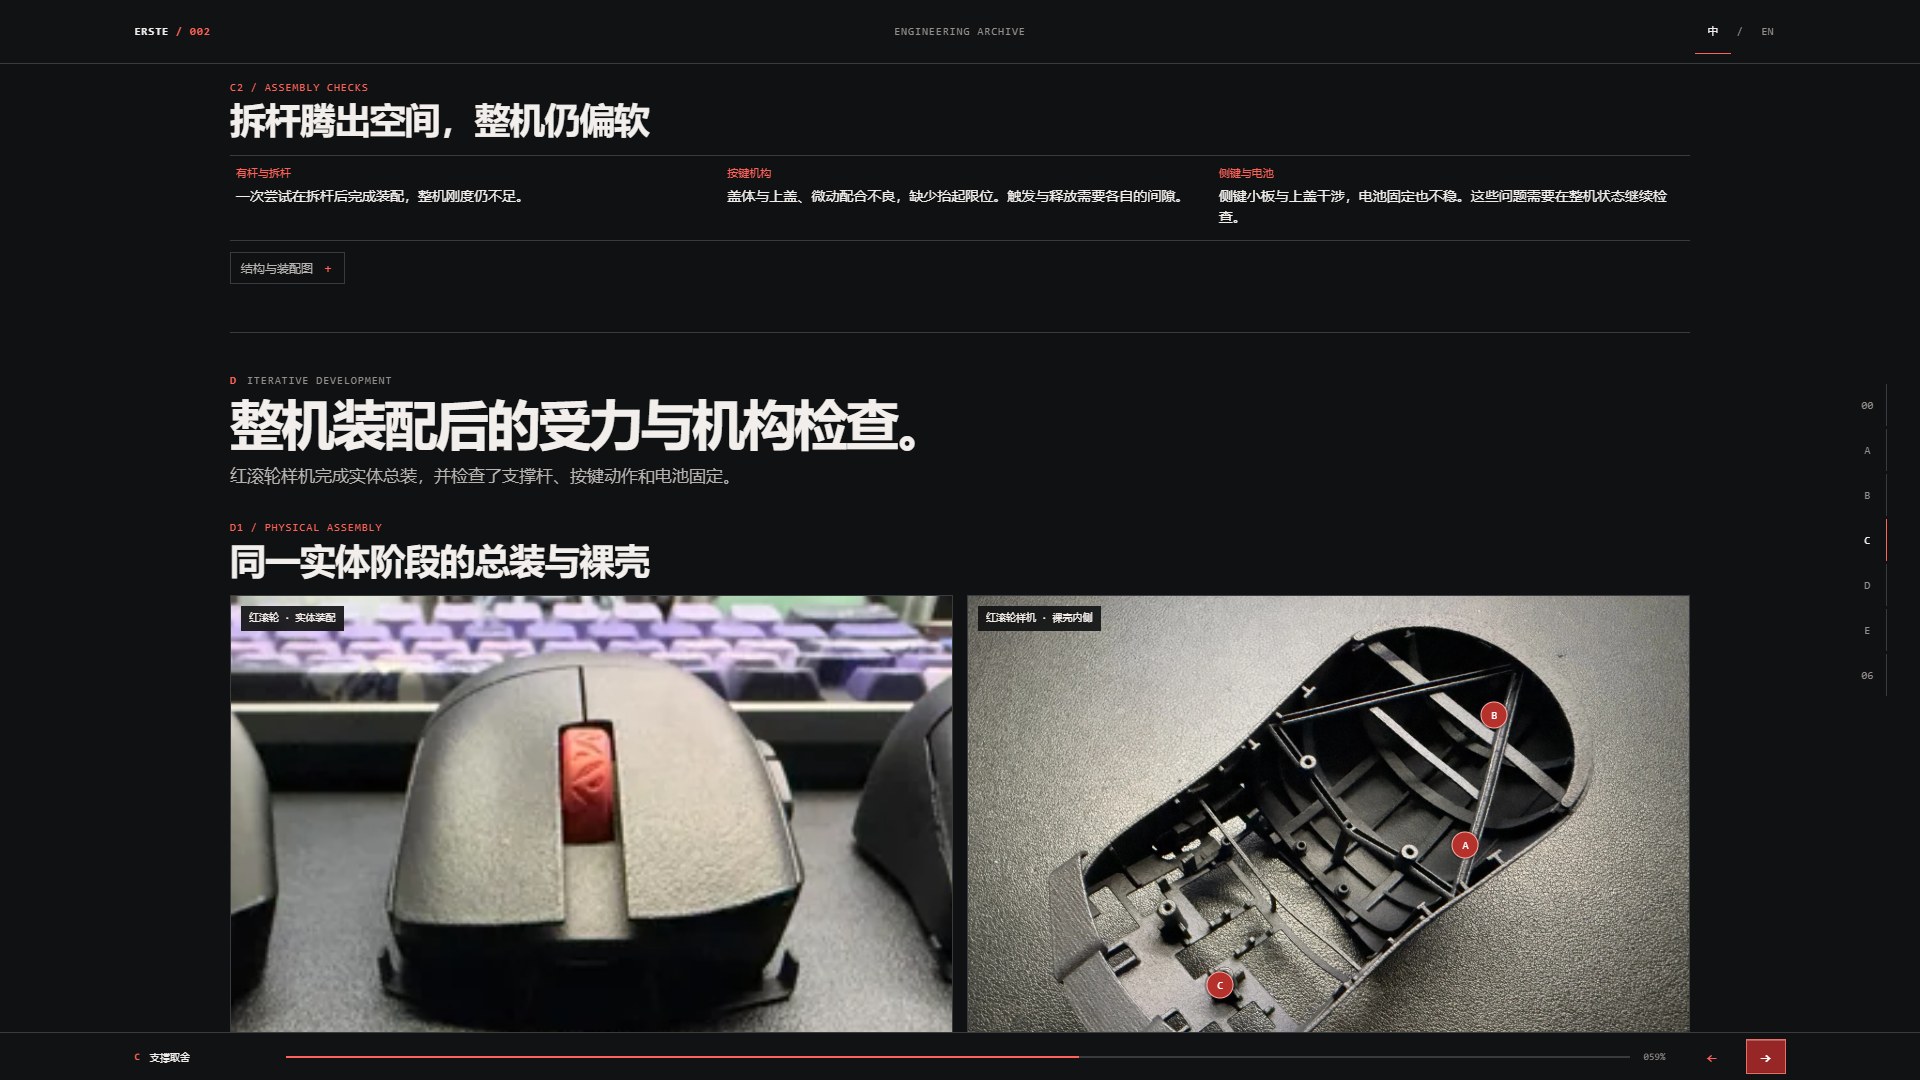 ERSTE / 002
ENGINEERING ARCHIVE
中 / EN
C2 / ASSEMBLY CHECKS
拆杆腾出空间，整机仍偏软
有杆与拆杆
一次尝试在拆杆后完成装配，整机刚度仍不足。
按键机构
盖体与上盖、微动配合不良，缺少抬起限位。触发与释放需要各自的间隙。
侧键与电池
侧键小板与上盖干涉，电池固定也不稳。这些问题需要在整机状态继续检
查。
结构与装配图 +
D ITERATIVE DEVELOPMENT
整机装配后的受力与机构检查。
红滚轮样机完成实体总装，并检查了支撑杆、按键动作和电池固定。
D1 / PHYSICAL ASSEMBLY
同一实体阶段的总装与裸壳
红滚轮 · 实体装配
红滚轮样机 · 裸壳内侧
B
A
C
00
A
B
C
D
E
06
C 支撑取舍
059%
← →